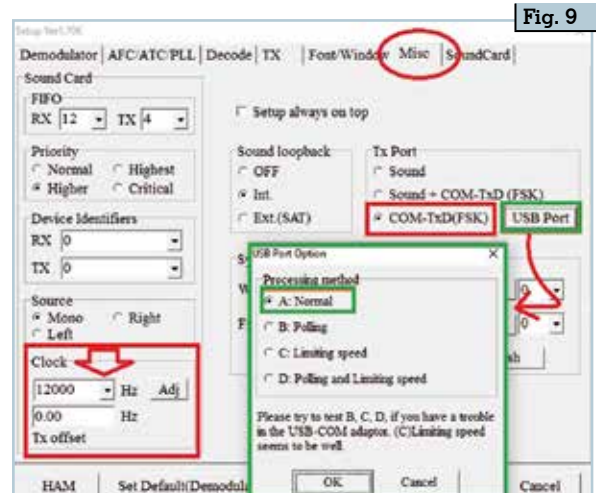 Fig. 9
Setup Ver1.70K
Demodulator AFC/ATC/PLL Decode TX Font/Window Misc SoundCard
Sound Card
FIFO
RX 12 TX 4
Priority
Normal Highest
Higher Critical
Device Identifiers
RX 0
TX 0
Source
Mono Right
Left
Clock
12000 Hz Adj
0.00 Hz
Tx offset
Setup always on top
Sound loopback
OFF
Int.
Ext.(SAT)
Tx Port
Sound
Sound + COM-TxD (FSK)
COM-TxD(FSK) USB Port
USB Port Option
Processing method
A: Normal
B: Polling
C: Limiting speed
D: Polling and Limiting speed
Please try to test B, C, D, if you have a trouble
in the USB-COM adaptor. (C)Limiting speed
seems to be well.
OK Cancel
0
0
HAM Set Default(Demodula Cancel